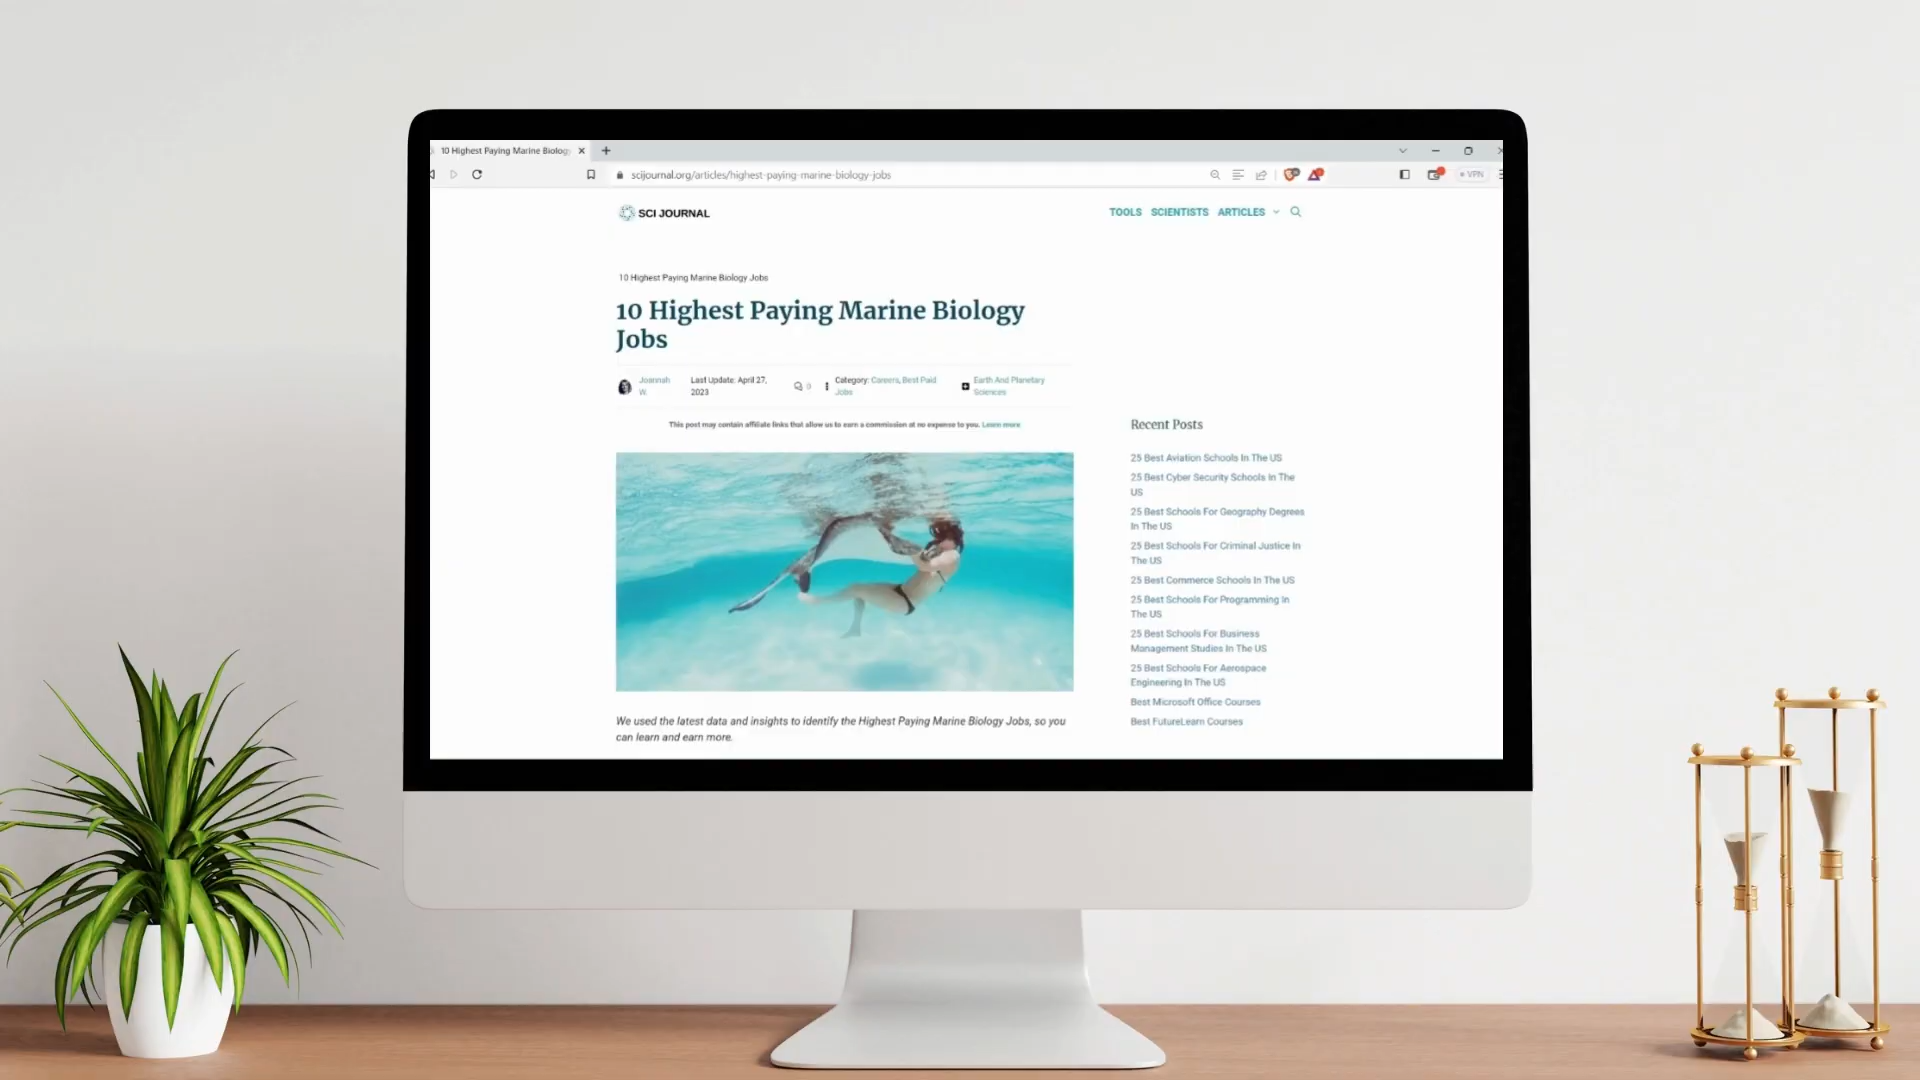 10 Highest Paying Marine Biology
scijournal.org/articles/highest-paying-marine-biology-jobs
VPN
SCI JOURNAL
TOOLS SCIENTISTS ARTICLES
10 Highest Paying Marine Biology Jobs
10 Highest Paying Marine Biology
Jobs
Joannah
W.
Last Update: April 27,
2023
0
Category: Careers, Best Paid
Jobs
Earth And Planetary
Sciences
This post may contain affiliate links that allow us to earn a commission at no expense to you. Learn more
We used the latest data and insights to identify the Highest Paying Marine Biology Jobs, so you
can learn and earn more.
Recent Posts
25 Best Aviation Schools In The US
25 Best Cyber Security Schools In The
US
25 Best Schools For Geography Degrees
In The US
25 Best Schools For Criminal Justice In
The US
25 Best Commerce Schools In The US
25 Best Schools For Programming In
The US
25 Best Schools For Business
Management Studies In The US
25 Best Schools For Aerospace
Engineering In The US
Best Microsoft Office Courses
Best FutureLearn Courses